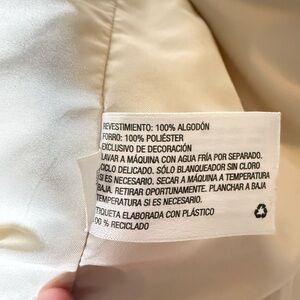 REVESTIMIENTO: 100% ALGODÓN
FORRO: 100% POLIÉSTER
EXCLUSIVO DE DECORACIÓN
LAVAR A MÁQUINA CON AGUA FRÍA POR SEPARADO.
CICLO DELICADO. SÓLO BLANQUEADOR SIN CLORO
SI ES NECESARIO. SECAR A MÁQUINA A TEMPERATURA
BAJA. RETIRAR OPORTUNAMENTE. PLANCHAR A BAJA
TEMPERATURA SI ES NECESARIO.
ETIQUETA ELABORADA CON PLÁSTICO
100 % RECICLADO